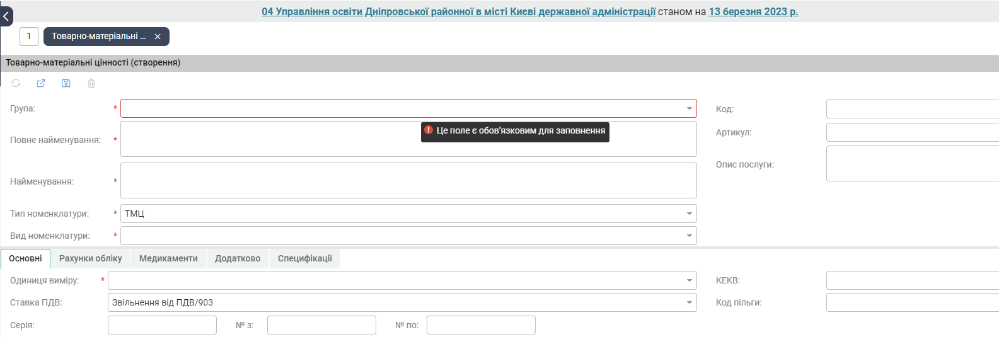 04 Управління освіти Дніпровської районної в місті Києві державної адміністрації станом на 13 березня 2023 р.
1 Товарно-матеріальні ...
Товарно-матеріальні цінності (створення)
Група: *
Код:
Це поле є обов'язковим для заповнення
Повне найменування: *
Артикул:
Опис послуги:
Найменування: *
Тип номенклатури: * ТМЦ
Вид номенклатури: *
Основні Рахунки обліку Медикаменти Додатково Специфікації
Одиниця виміру: * КЕКВ:
Ставка ПДВ: Звільнення від ПДВ/903 Код пільги:
Серія: № з: № по: